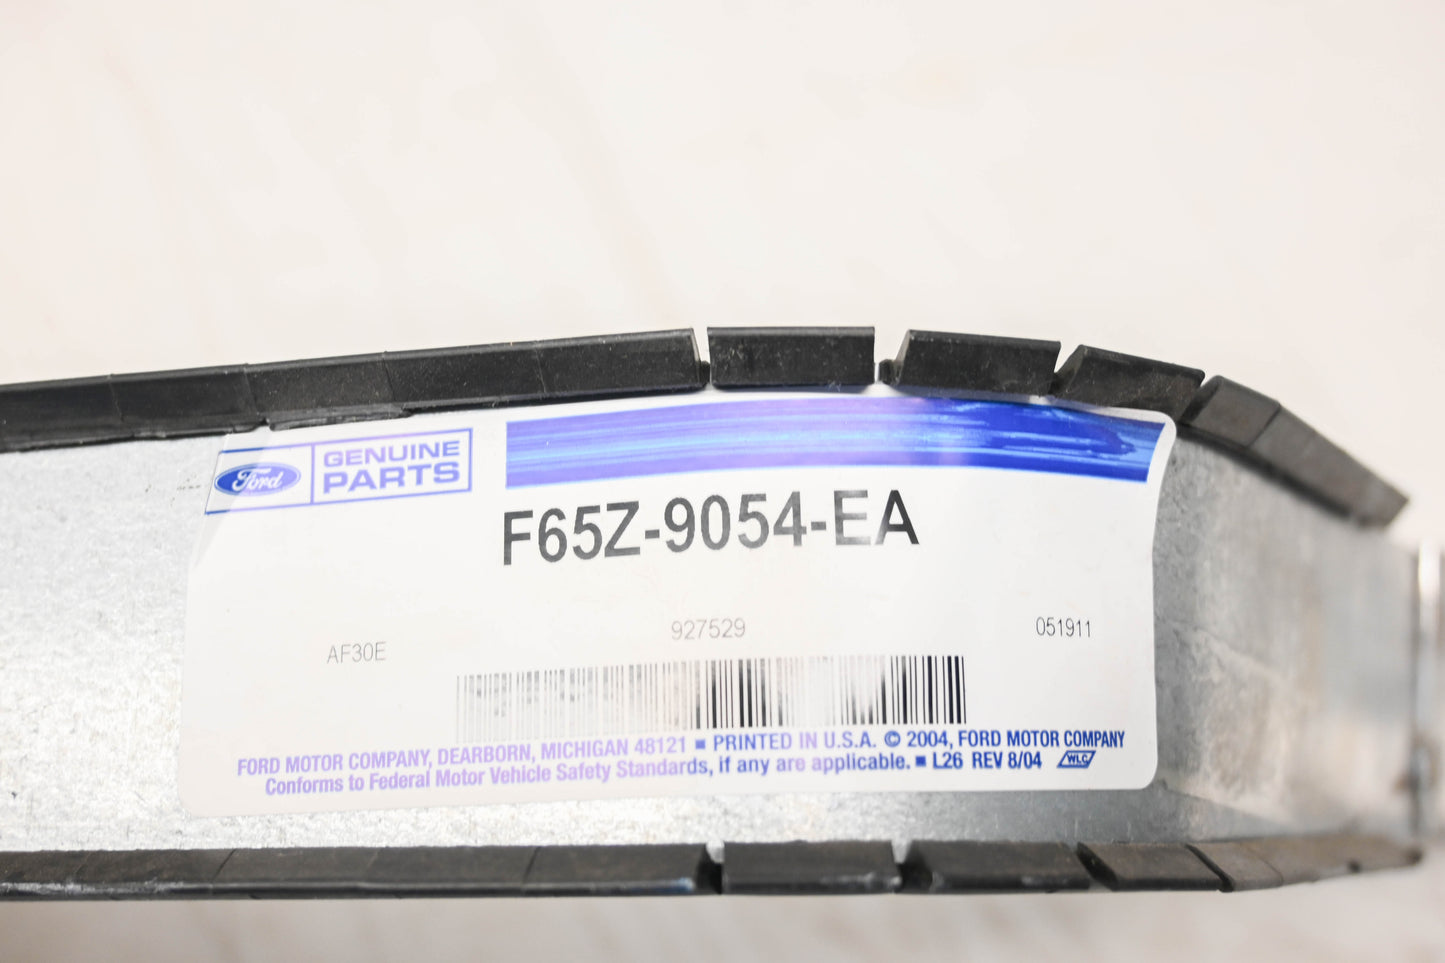 Ford
GENUINE
PARTS
F65Z-9054-EA
AF30E
927529
051911
FORD MOTOR COMPANY, DEARBORN, MICHIGAN 48121 ■ PRINTED IN U.S.A. © 2004, FORD MOTOR COMPANY
Conforms to Federal Motor Vehicle Safety Standards, if any are applicable. ■ L26 REV 8/04 WLC